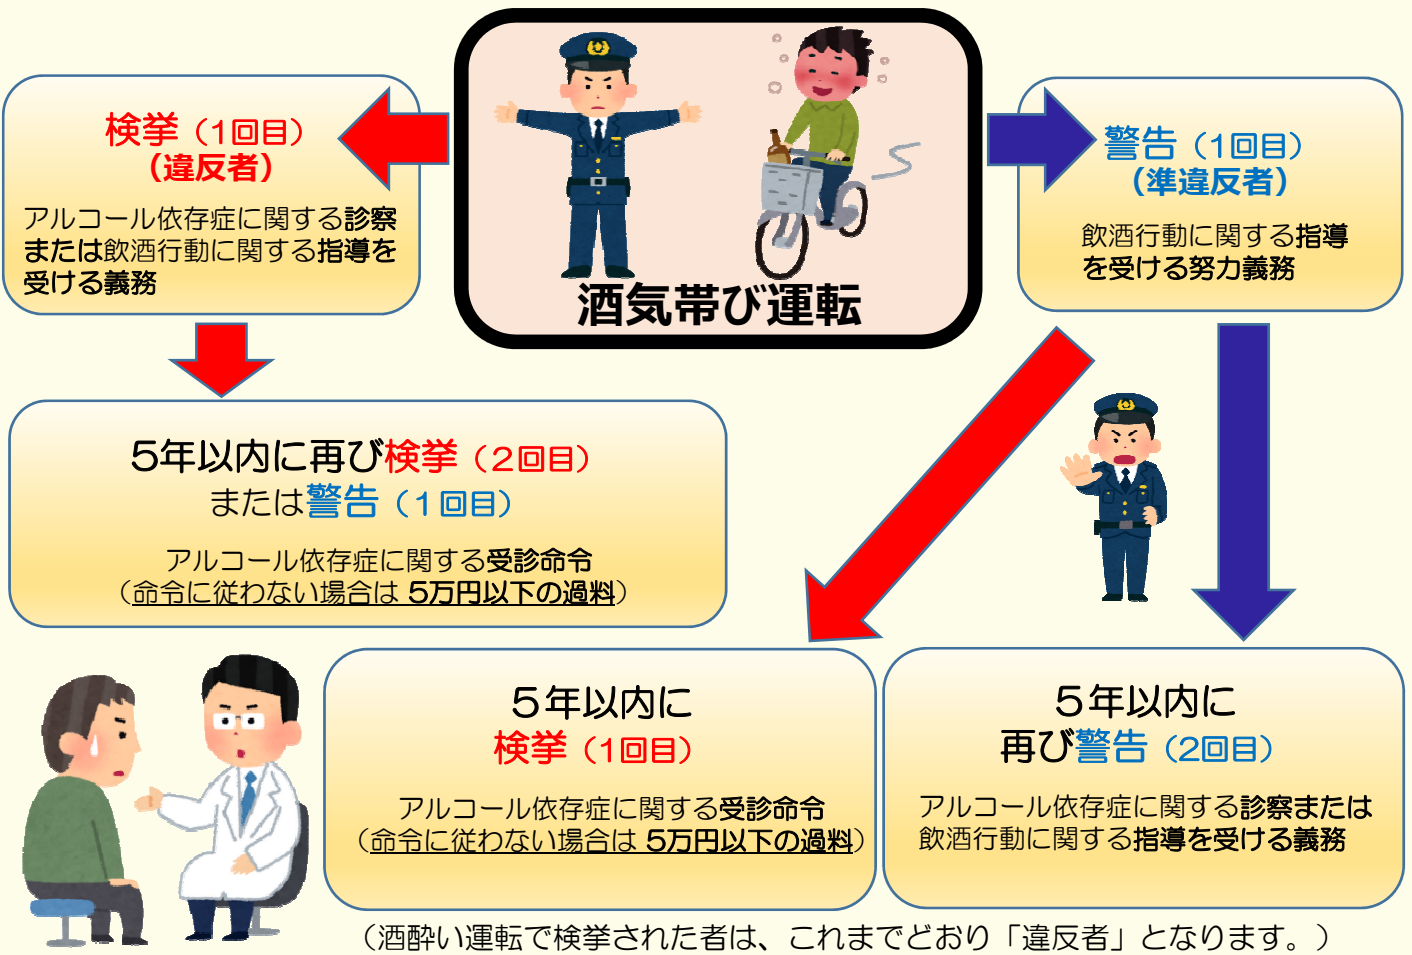 酒気帯び運転
検挙（1回目）
（違反者）
アルコール依存症に関する診察
または飲酒行動に関する指導を
受ける義務
警告（1回目）
（準違反者）
飲酒行動に関する指導
を受ける努力義務
5年以内に再び検挙（２回目）
または警告（１回目）
アルコール依存症に関する受診命令
（命令に従わない場合は 5万円以下の過料）
５年以内に
検挙（1回目）
アルコール依存症に関する受診命令
（命令に従わない場合は 5万円以下の過料）
５年以内に
再び警告（2回目）
アルコール依存症に関する診察または
飲酒行動に関する指導を受ける義務
（酒酔い運転で検挙された者は、これまでどおり「違反者」となります。）